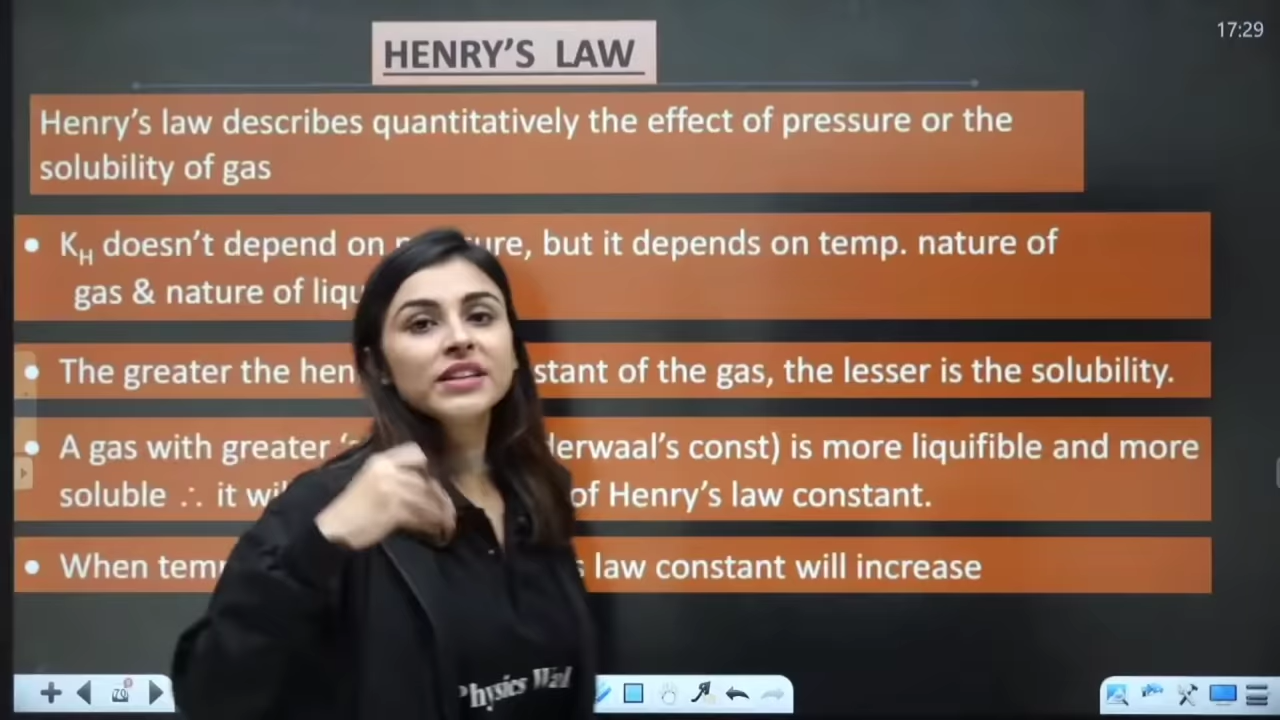 17:29
HENRY'S LAW
Henry's law describes quantitatively the effect of pressure or the
solubility of gas
• K_H doesn't depend on ure, but it depends on temp. nature of
gas & nature of liqu
• The greater the hen stant of the gas, the lesser is the solubility.
• A gas with greater derwaal's const) is more liquifible and more
soluble ∴ it wil of Henry's law constant.
• When temp s law constant will increase
Physics Wal